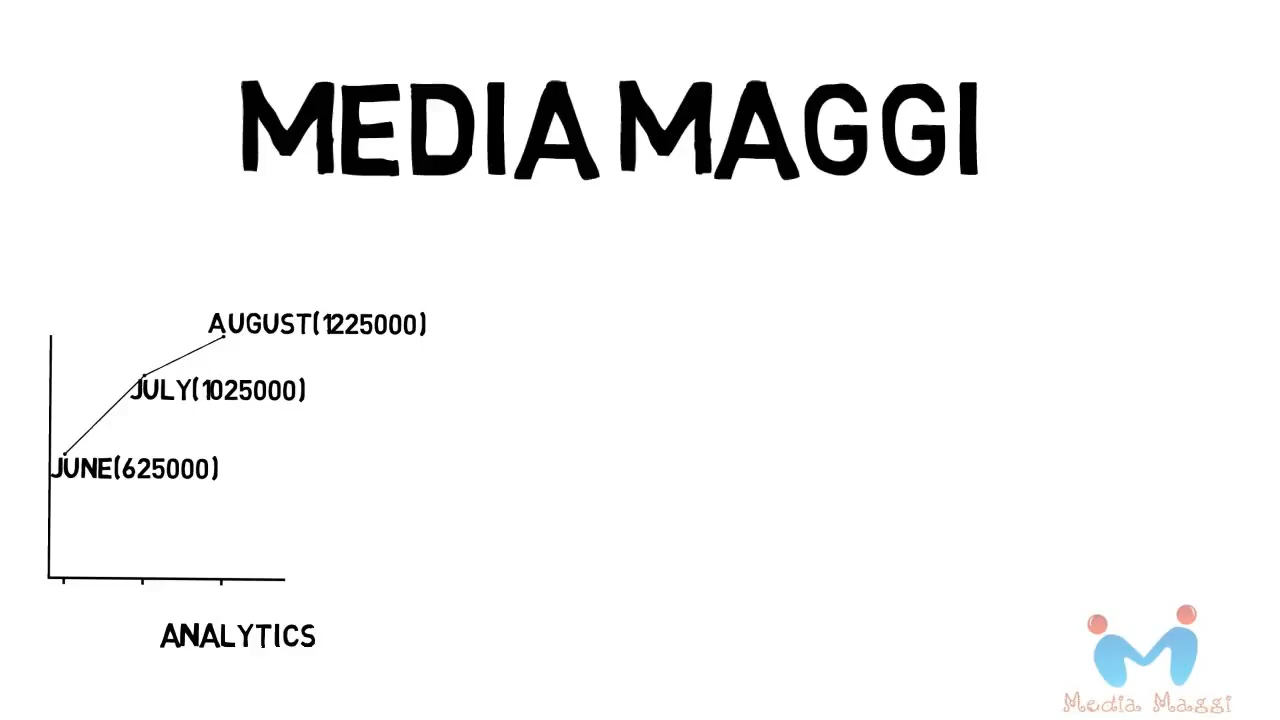 MEDIA MAGGI
AUGUST(1225000)
JULY(1025000)
JUNE(625000)
ANALYTICS
Media Maggi